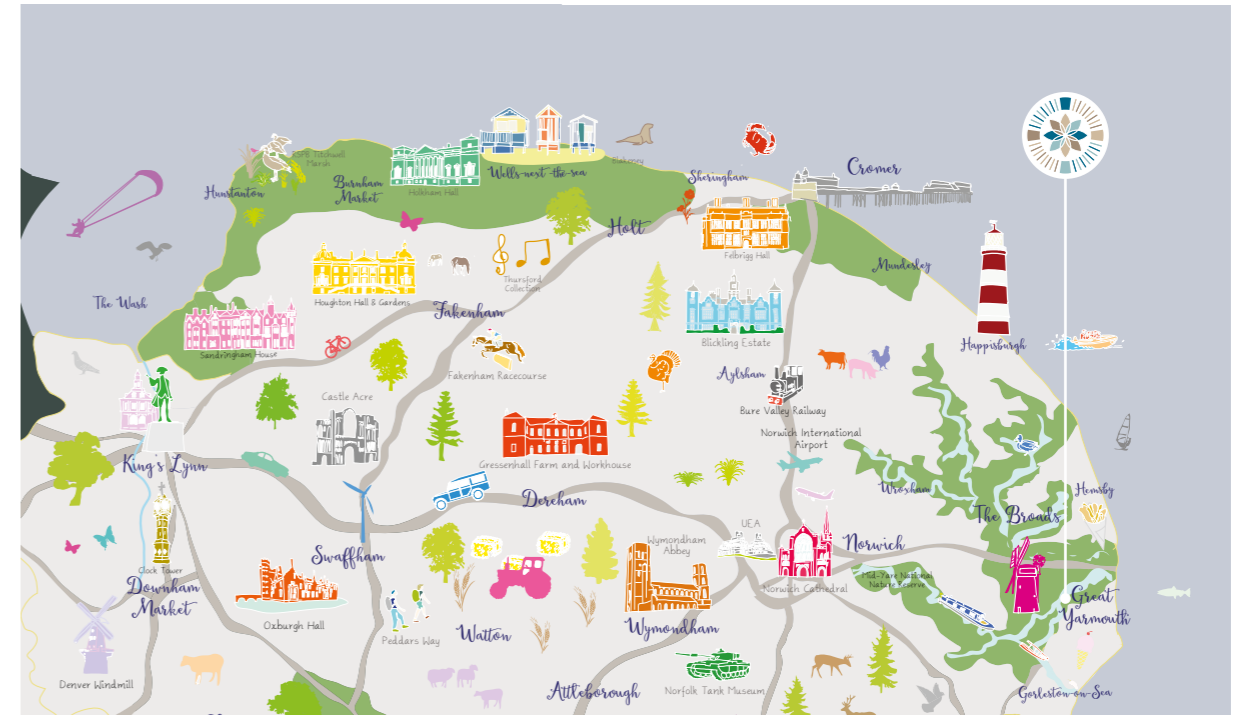 RSPB Titchwell
Marsh
Hunstanton
Burnham
Market
Holkham Hall
Wells-next-the-sea
Blakeney
Sheringham
Cromer
Holt
Felbrigg Hall
Mundesley
Thursford
Collection
Houghton Hall & Gardens
The Wash
Fakenham
Sandringham House
Blickling Estate
Happisburgh
Fakenham Racecourse
Aylsham
Castle Acre
Bure Valley Railway
Norwich International
Airport
King's Lynn
Gressenhall Farm and Workhouse
Wroxham
Hemsby
Dereham
The Broads
UEA
Wymondham
Abbey
Norwich
Swaffham
Clock Tower
Downham
Market
Norwich Cathedral
Mid-Yare National
Nature Reserve
Great
Yarmouth
Oxburgh Hall
Peddars Way
Watton
Wymondham
Denver Windmill
Attleborough
Norfolk Tank Museum
Gorleston-on-Sea